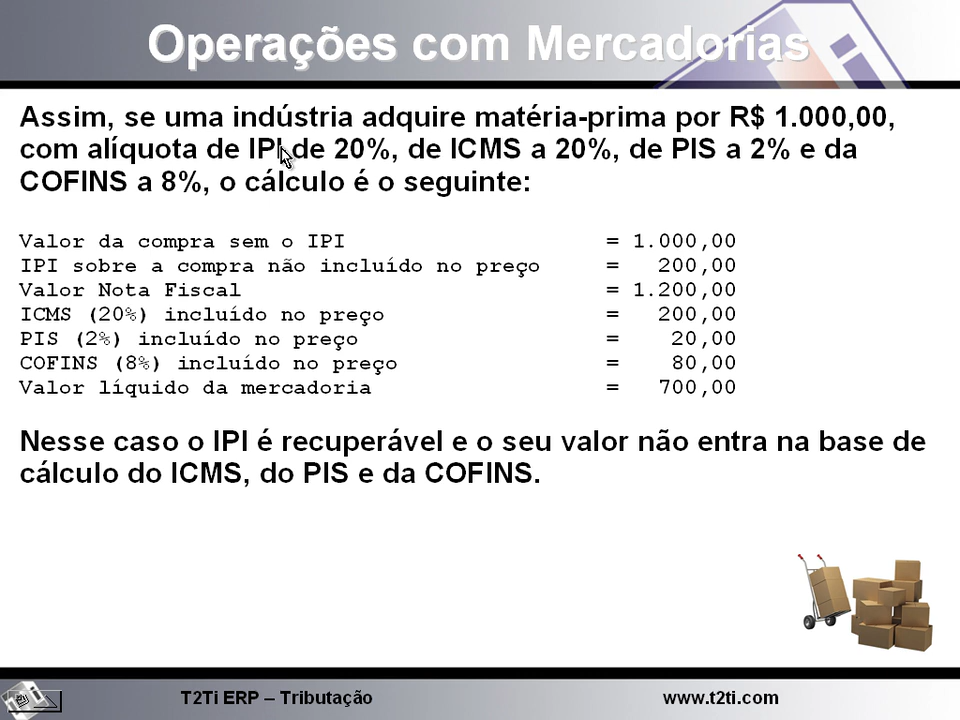 Operações com Mercadorias
Assim, se uma indústria adquire matéria-prima por R$ 1.000,00,
com alíquota de IPI de 20%, de ICMS a 20%, de PIS a 2% e da
COFINS a 8%, o cálculo é o seguinte:
Valor da compra sem o IPI = 1.000,00
IPI sobre a compra não incluído no preço = 200,00
Valor Nota Fiscal = 1.200,00
ICMS (20%) incluído no preço = 200,00
PIS (2%) incluído no preço = 20,00
COFINS (8%) incluído no preço = 80,00
Valor líquido da mercadoria = 700,00
Nesse caso o IPI é recuperável e o seu valor não entra na base de
cálculo do ICMS, do PIS e da COFINS.
T2Ti ERP – Tributação www.t2ti.com